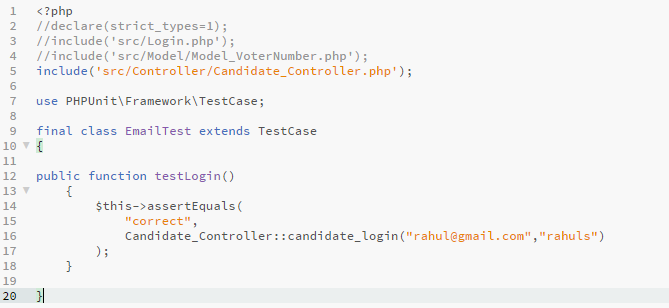 1 <?php
2 //declare(strict_types=1);
3 //include('src/Login.php');
4 //include('src/Model/Model_VoterNumber.php');
5 include('src/Controller/Candidate_Controller.php');
6
7 use PHPUnit\Framework\TestCase;
8
9 final class EmailTest extends TestCase
10 {
11
12 public function testLogin()
13     {
14         $this->assertEquals(
15             "correct",
16             Candidate_Controller::candidate_login("rahul@gmail.com","rahuls")
17         );
18     }
19
20 }